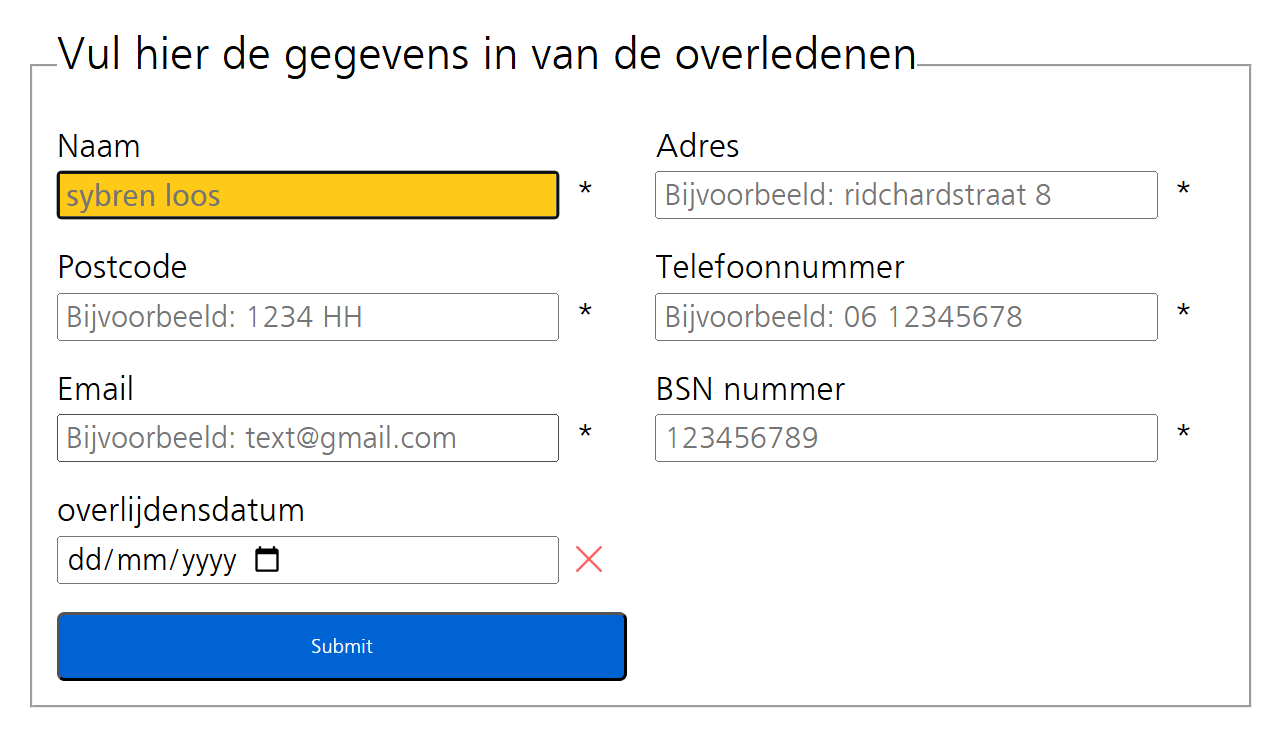 Vul hier de gegevens in van de overledenen
Naam Adres
sybren loos * Bijvoorbeeld: ridchardstraat 8 *
Postcode Telefoonnummer
Bijvoorbeeld: 1234 HH * Bijvoorbeeld: 06 12345678 *
Email BSN nummer
Bijvoorbeeld: text@gmail.com * 123456789 *
overlijdensdatum
dd/mm/yyyy
Submit